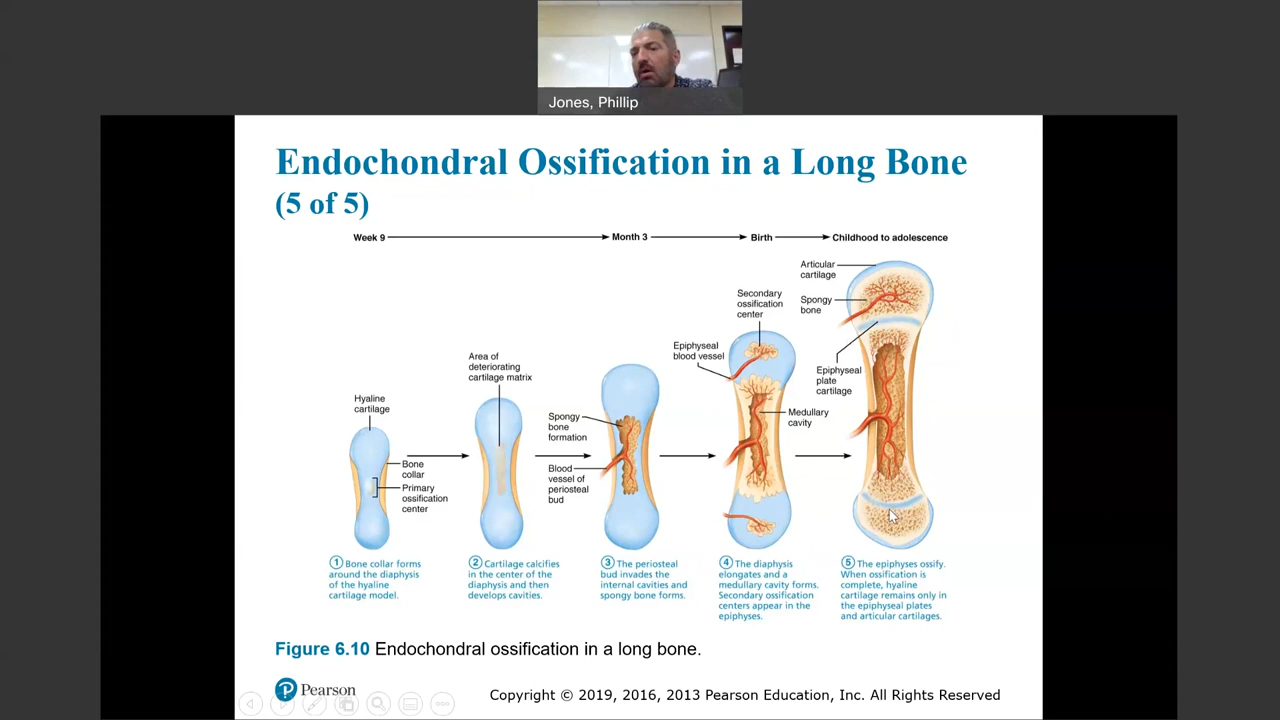 Jones, Phillip
Endochondral Ossification in a Long Bone
(5 of 5)
Week 9
Month 3
Birth
Childhood to adolescence
Articular
cartilage
Secondary
ossification
center
Spongy
bone
Epiphyseal
blood vessel
Area of
deteriorating
cartilage matrix
Epiphyseal
plate
cartilage
Hyaline
cartilage
Spongy
bone
formation
Medullary
cavity
Bone
collar
Primary
ossification
center
Blood
vessel of
periosteal
bud
1 Bone collar forms
around the diaphysis
of the hyaline
cartilage model.
2 Cartilage calcifies
in the center of the
diaphysis and then
develops cavities.
3 The periosteal
bud invades the
internal cavities and
spongy bone forms.
4 The diaphysis
elongates and a
medullary cavity forms.
Secondary ossification
centers appear in the
epiphyses.
5 The epiphyses ossify.
When ossification is
complete, hyaline
cartilage remains only in
the epiphyseal plates
and articular cartilages.
Figure 6.10 Endochondral ossification in a long bone.
P Pearson
Copyright © 2019, 2016, 2013 Pearson Education, Inc. All Rights Reserved